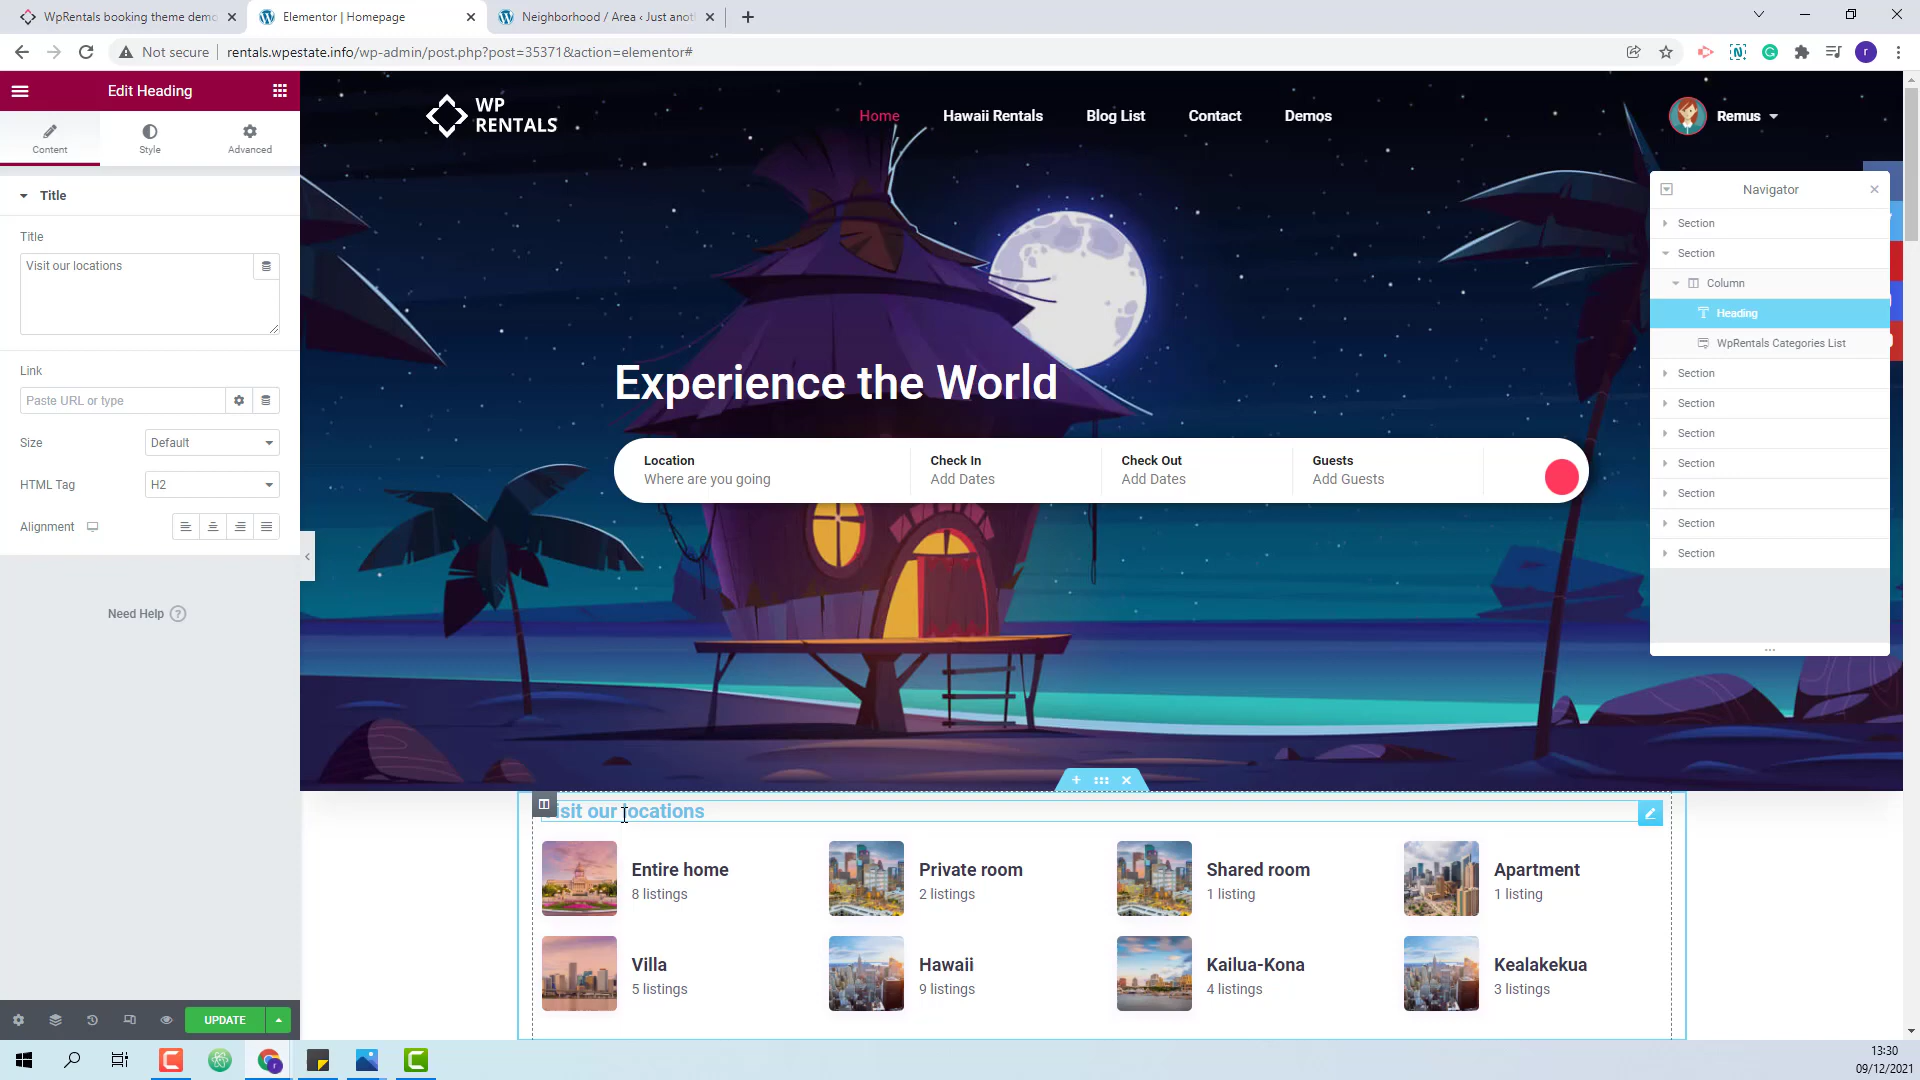 WpRentals booking theme demo
Elementor | Homepage
Neighborhood / Area ‹ Just anot
Not secure
rentals.wpestate.info/wp-admin/post.php?post=35371&action=elementor#
r
Edit Heading
Content
Style
Advanced
Title
Title
Visit our locations
Link
Paste URL or type
Size
Default
HTML Tag
H2
Alignment
Need Help ?
UPDATE
WP
RENTALS
Home
Hawaii Rentals
Blog List
Contact
Demos
Remus
Experience the World
Location
Where are you going
Check In
Add Dates
Check Out
Add Dates
Guests
Add Guests
Navigator
Section
Section
Column
Heading
WpRentals Categories List
Section
Section
Section
Section
Section
Section
Section
isit our locations
Entire home
8 listings
Private room
2 listings
Shared room
1 listing
Apartment
1 listing
Villa
5 listings
Hawaii
9 listings
Kailua-Kona
4 listings
Kealakekua
3 listings
13:30
09/12/2021